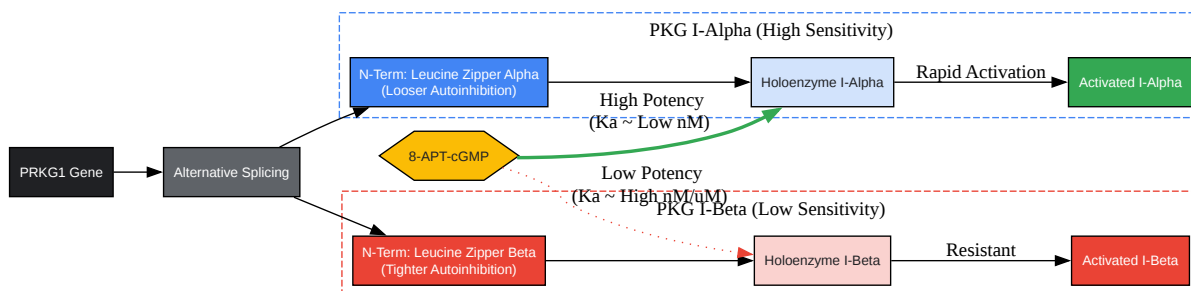 PKG I-Alpha (High Sensitivity)
N-Term: Leucine Zipper Alpha
(Looser Autoinhibition)
Holoenzyme I-Alpha
Rapid Activation
Activated I-Alpha
High Potency
(Ka ~ Low nM)
8-APT-cGMP
PRKG1 Gene
Alternative Splicing
Low Potency
(Ka ~ High nM/uM)
PKG I-Beta (Low Sensitivity)
N-Term: Leucine Zipper Beta
(Tighter Autoinhibition)
Holoenzyme I-Beta
Resistant
Activated I-Beta